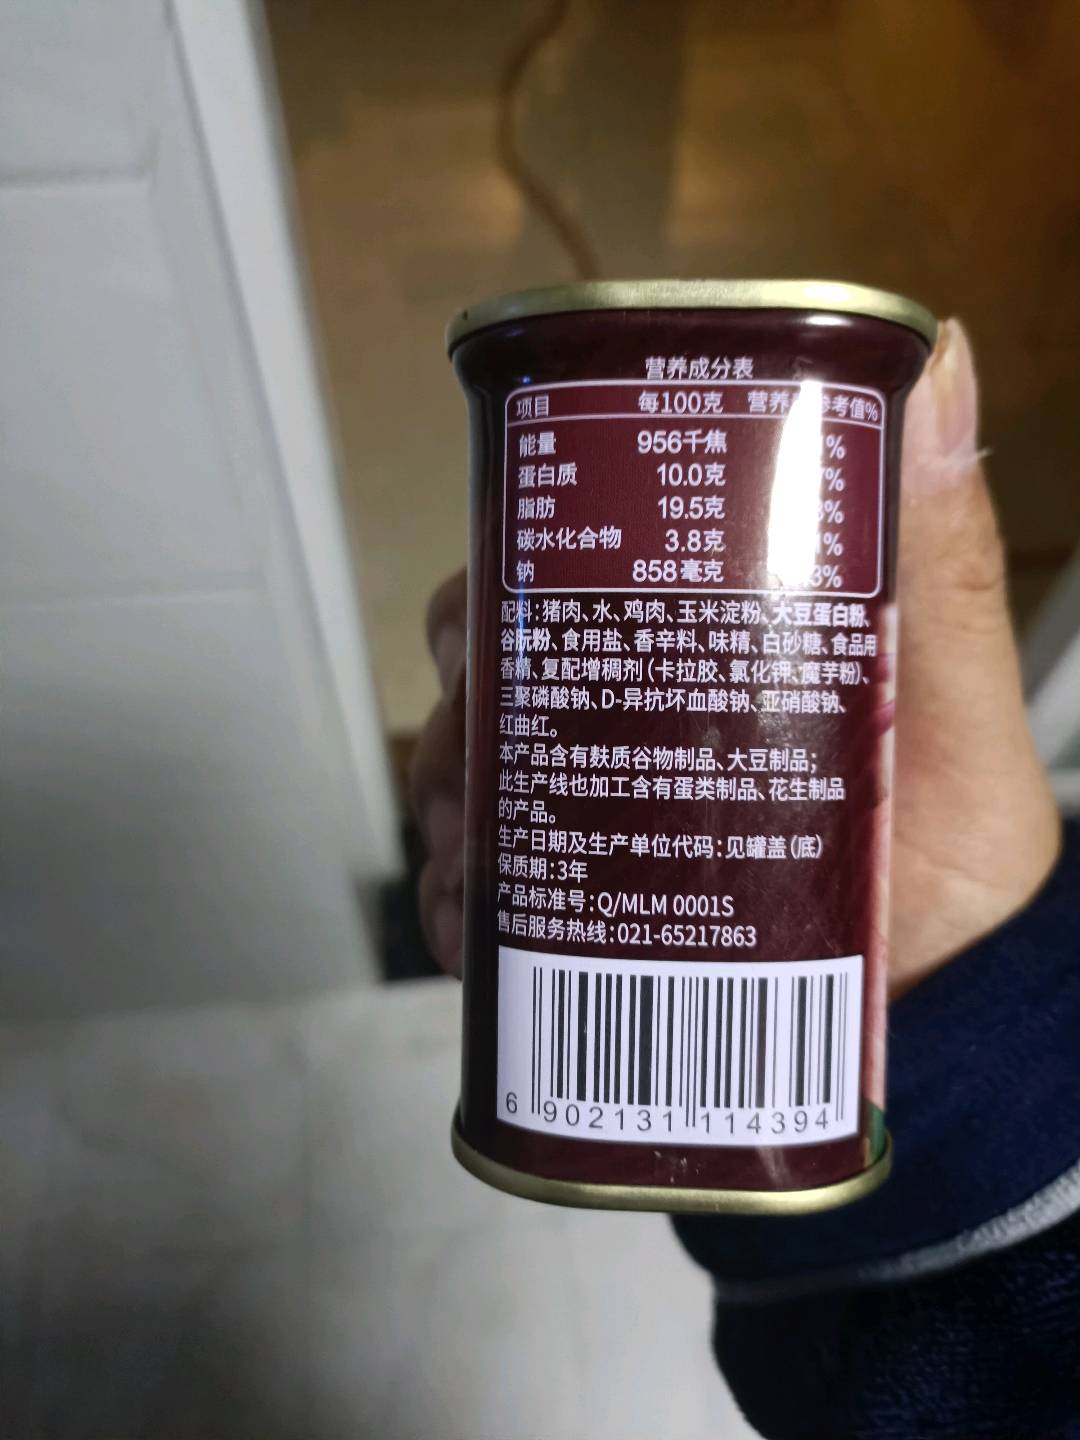 营养成分表
项目 每100克 营养 参考值%
能量 956千焦 %
蛋白质 10.0克 %
脂肪 19.5克 %
碳水化合物 3.8克 %
钠 858毫克 3%
配料:猪肉、水、鸡肉、玉米淀粉、大豆蛋白粉、
谷朊粉、食用盐、香辛料、味精、白砂糖、食品用
香精、复配增稠剂(卡拉胶、氯化钾、魔芋粉)、
三聚磷酸钠、D-异抗坏血酸钠、亚硝酸钠、
红曲红。
本产品含有麸质谷物制品、大豆制品;
此生产线也加工含有蛋类制品、花生制品
的产品。
生产日期及生产单位代码:见罐盖(底)
保质期:3年
产品标准号:Q/MLM 0001S
售后服务热线:021-65217863
6 902131 114394